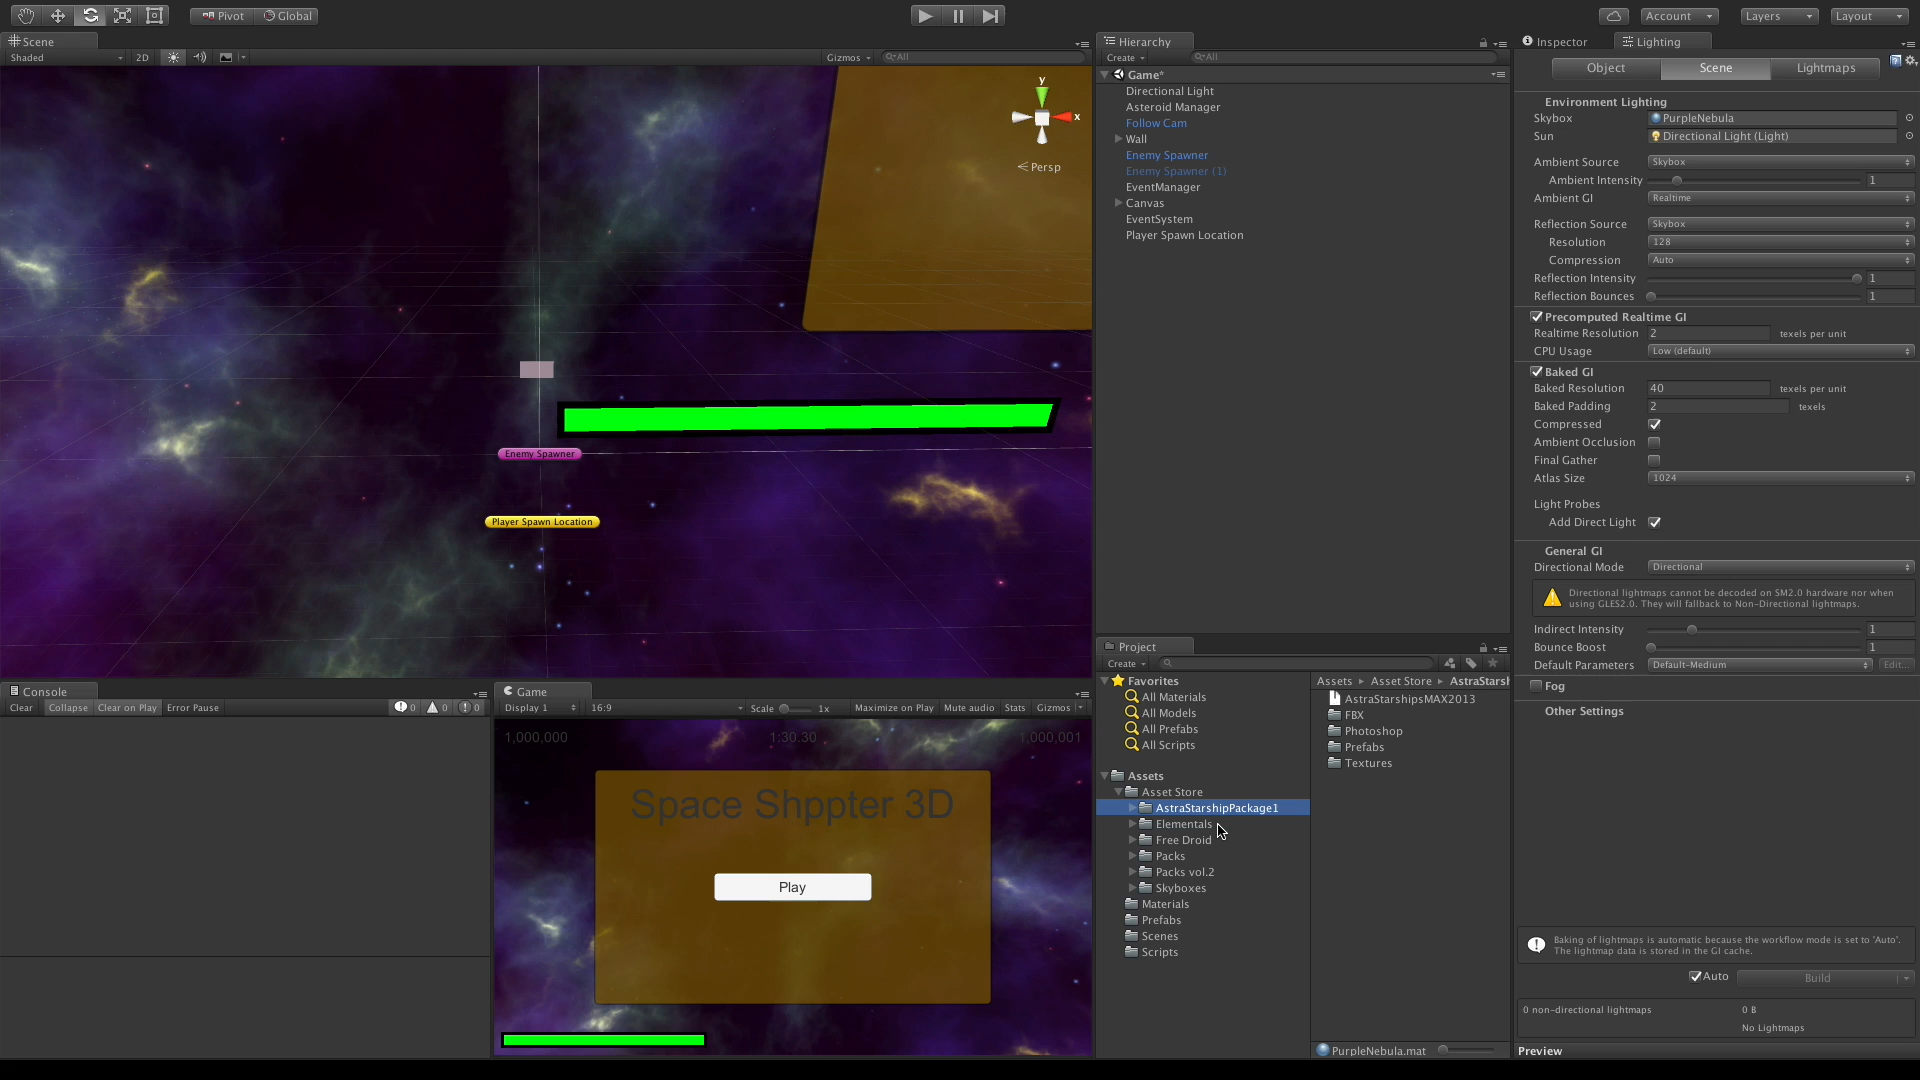 Pivot Global Account Layers Layout
Scene
Shaded 2D Gizmos All
y
x
Persp
Enemy Spawner
Player Spawn Location
Hierarchy
Create All
Game*
Directional Light
Asteroid Manager
Follow Cam
Wall
Enemy Spawner
Enemy Spawner (1)
EventManager
Canvas
EventSystem
Player Spawn Location
Inspector Lighting
Object Scene Lightmaps
Environment Lighting
Skybox PurpleNebula
Sun Directional Light (Light)
Ambient Source Skybox
Ambient Intensity 1
Ambient GI Realtime
Reflection Source Skybox
Resolution 128
Compression Auto
Reflection Intensity 1
Reflection Bounces 1
Precomputed Realtime GI
Realtime Resolution 2 texels per unit
CPU Usage Low (default)
Baked GI
Baked Resolution 40 texels per unit
Baked Padding 2 texels
Compressed
Ambient Occlusion
Final Gather
Atlas Size 1024
Light Probes
Add Direct Light
General GI
Directional Mode Directional
Directional lightmaps cannot be decoded on SM2.0 hardware nor when
using GLES2.0. They will fallback to Non-Directional lightmaps.
Indirect Intensity 1
Bounce Boost 1
Default Parameters Default-Medium Edit...
Fog
Other Settings
Baking of lightmaps is automatic because the workflow mode is set to 'Auto'.
The lightmap data is stored in the GI cache.
Auto Build
0 non-directional lightmaps 0 B
No Lightmaps
Preview
Console
Clear Collapse Clear on Play Error Pause 0 0 0
Game
Display 1 16:9 Scale 1x Maximize on Play Mute audio Stats Gizmos
1,000,000 1:30.30 1,000,001
Space Shppter 3D
Play
Project
Create
Favorites
All Materials
All Models
All Prefabs
All Scripts
Assets
Asset Store
AstraStarshipPackage1
Elementals
Free Droid
Packs
Packs vol.2
Skyboxes
Materials
Prefabs
Scenes
Scripts
Assets Asset Store AstraStarsh
AstraStarshipsMAX2013
FBX
Photoshop
Prefabs
Textures
PurpleNebula.mat